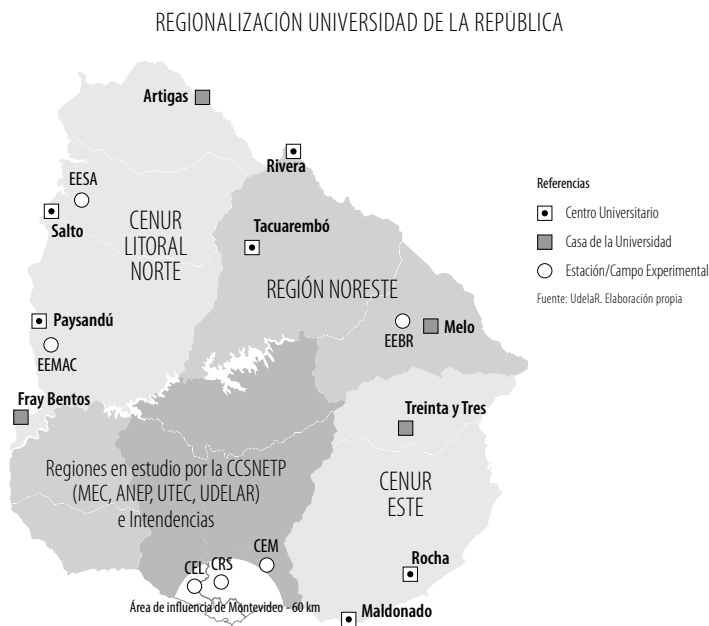 REGIONALIZACIÓN UNIVERSIDAD DE LA REPÚBLICA
Artigas
Rivera
EESA
Salto
CENUR
LITORAL
NORTE
Tacuarembó
REGIÓN NORESTE
Paysandú
EEMAC
EEBR
Melo
Fray Bentos
Treinta y Tres
Regiones en estudio por la CCSNETP
(MEC, ANEP, UTEC, UDELAR)
e Intendencias
CENUR
ESTE
CEL
CRS
CEM
Rocha
Área de influencia de Montevideo - 60 km
Maldonado
Referencias
Centro Universitario
Casa de la Universidad
Estación/Campo Experimental
Fuente: UdelaR. Elaboración propia